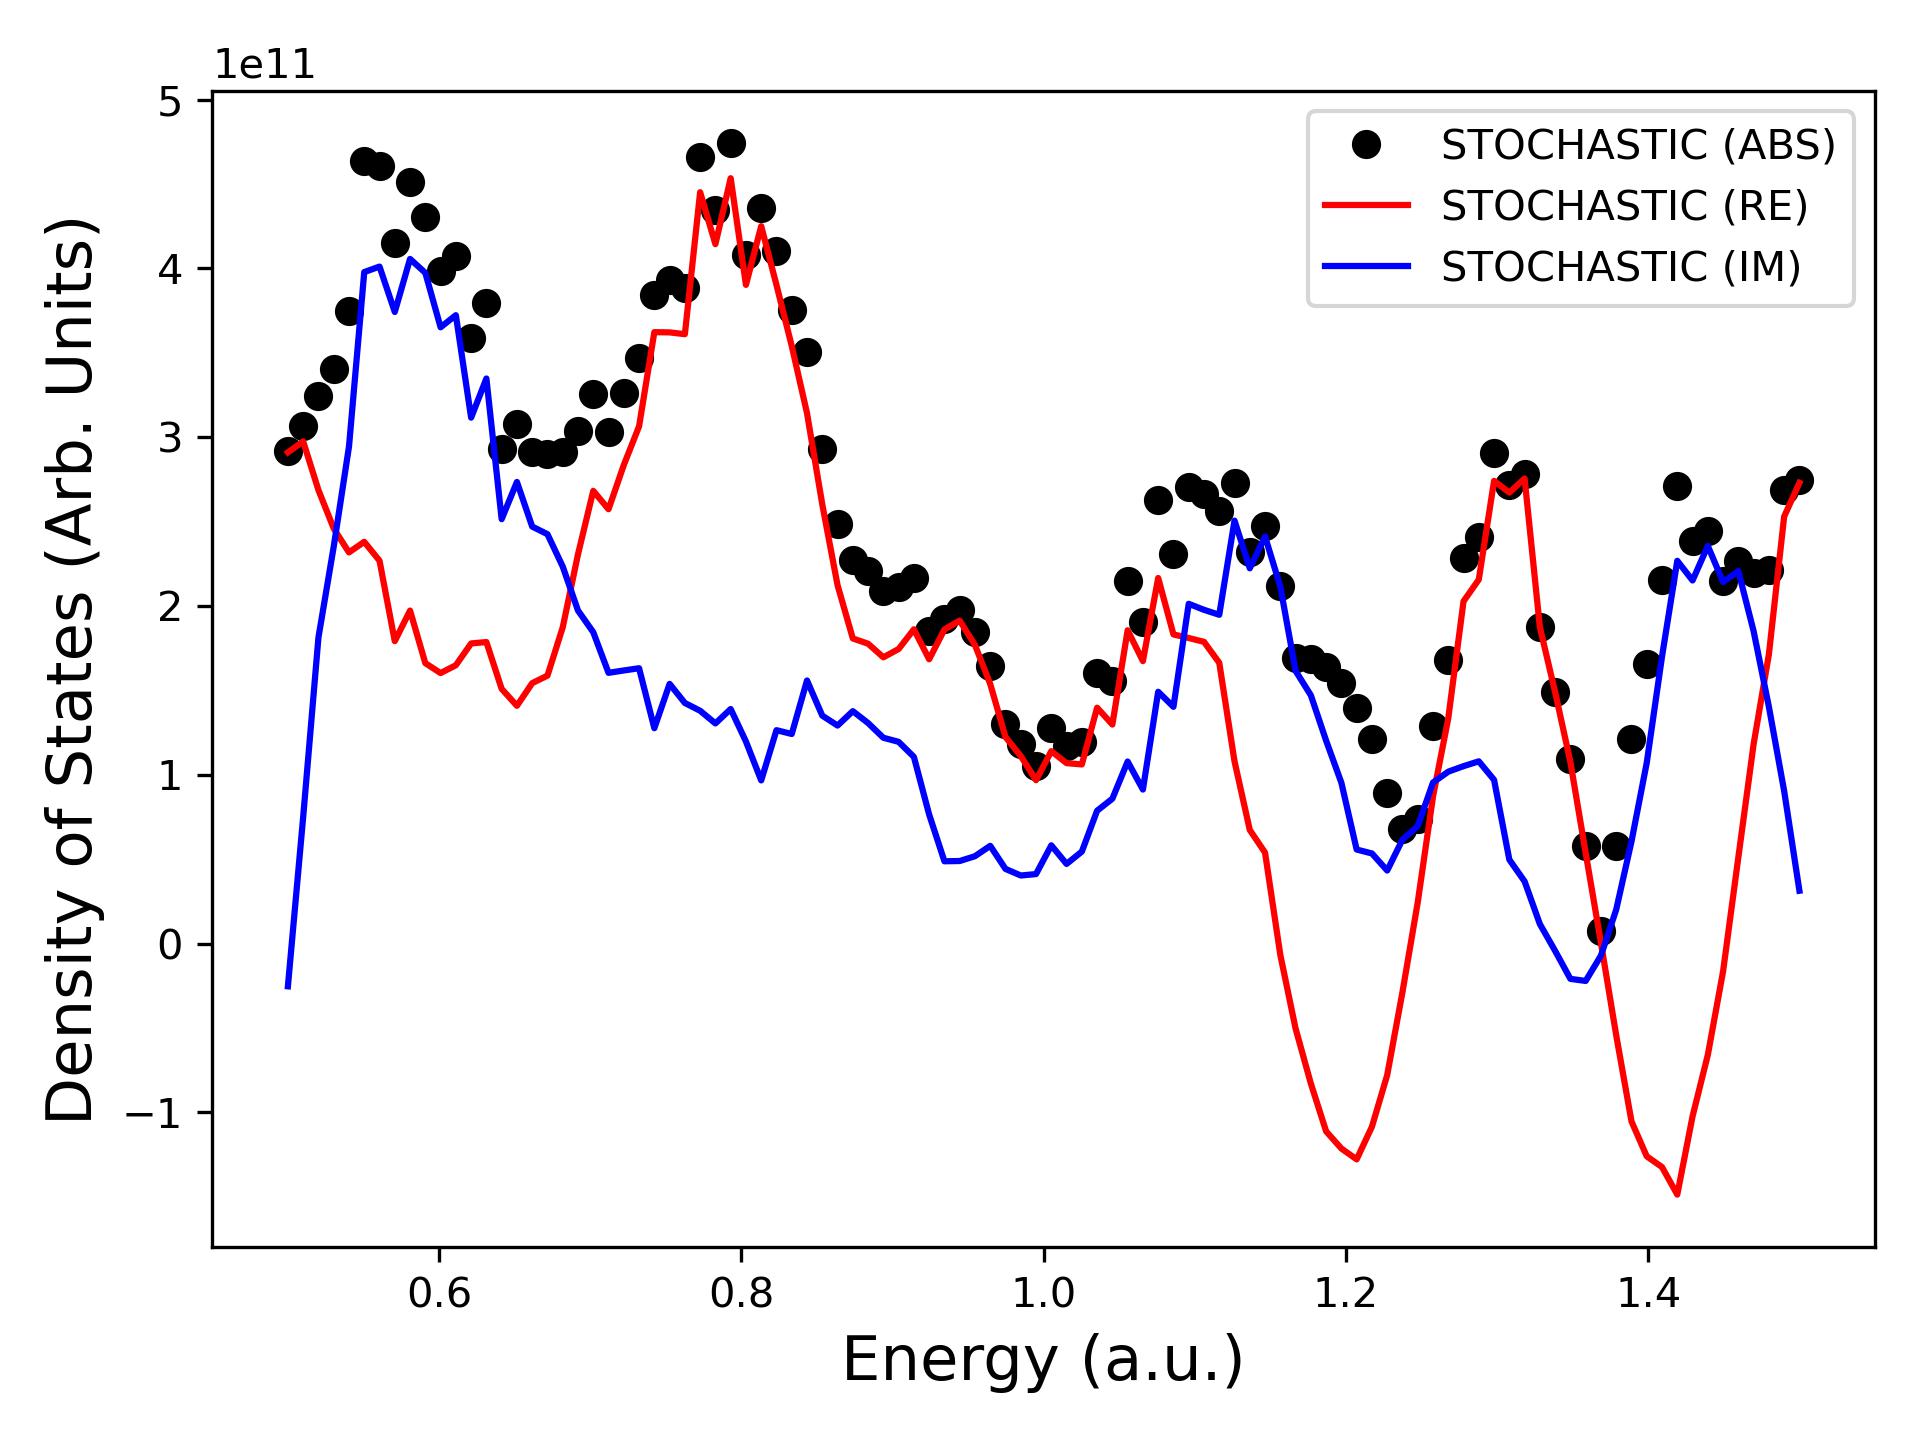 1e11
5
4
3
2
1
0
−1
Density of States (Arb. Units)
STOCHASTIC (ABS)
STOCHASTIC (RE)
STOCHASTIC (IM)
0.6 0.8 1.0 1.2 1.4
Energy (a.u.)